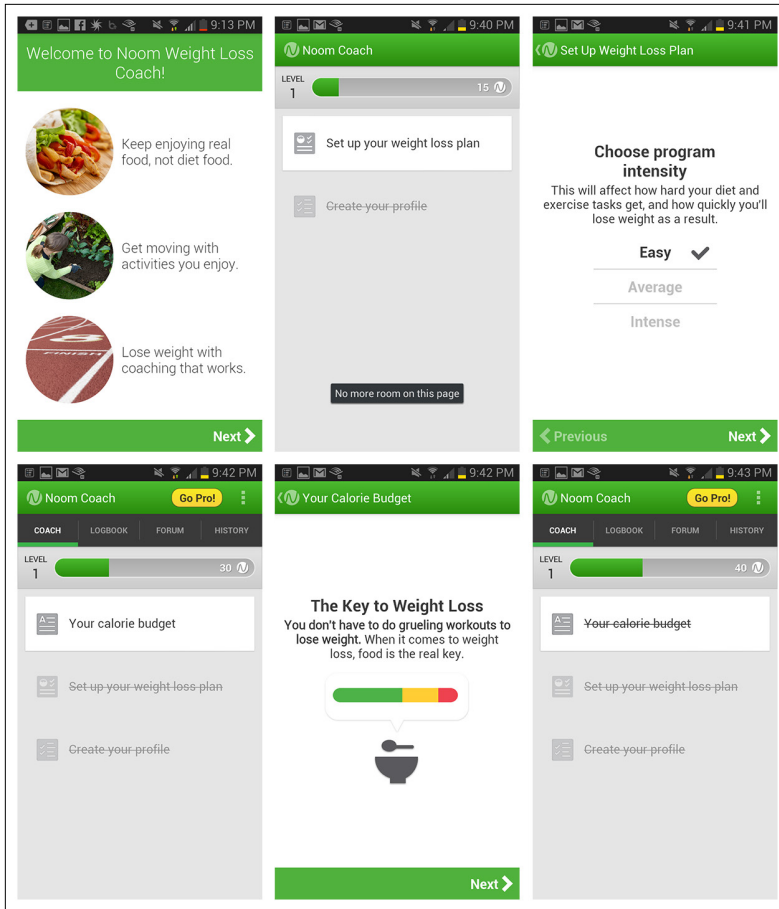 9:13 PM
Welcome to Noom Weight Loss
Coach!
Keep enjoying real
food, not diet food.
Get moving with
activities you enjoy.
FINISH
Lose weight with
coaching that works.
Next
9:40 PM
Noom Coach
LEVEL
1
15
Set up your weight loss plan
Create your profile
No more room on this page
9:41 PM
Set Up Weight Loss Plan
Choose program
intensity
This will affect how hard your diet and
exercise tasks get, and how quickly you'll
lose weight as a result.
Easy
Average
Intense
Previous
Next
9:42 PM
Noom Coach
Go Pro!
COACH LOGBOOK FORUM HISTORY
LEVEL
1
30
Your calorie budget
Set up your weight loss plan
Create your profile
9:42 PM
Your Calorie Budget
The Key to Weight Loss
You don't have to do grueling workouts to
lose weight. When it comes to weight
loss, food is the real key.
Next
9:43 PM
Noom Coach
Go Pro!
COACH LOGBOOK FORUM HISTORY
LEVEL
1
40
Your calorie budget
Set up your weight loss plan
Create your profile